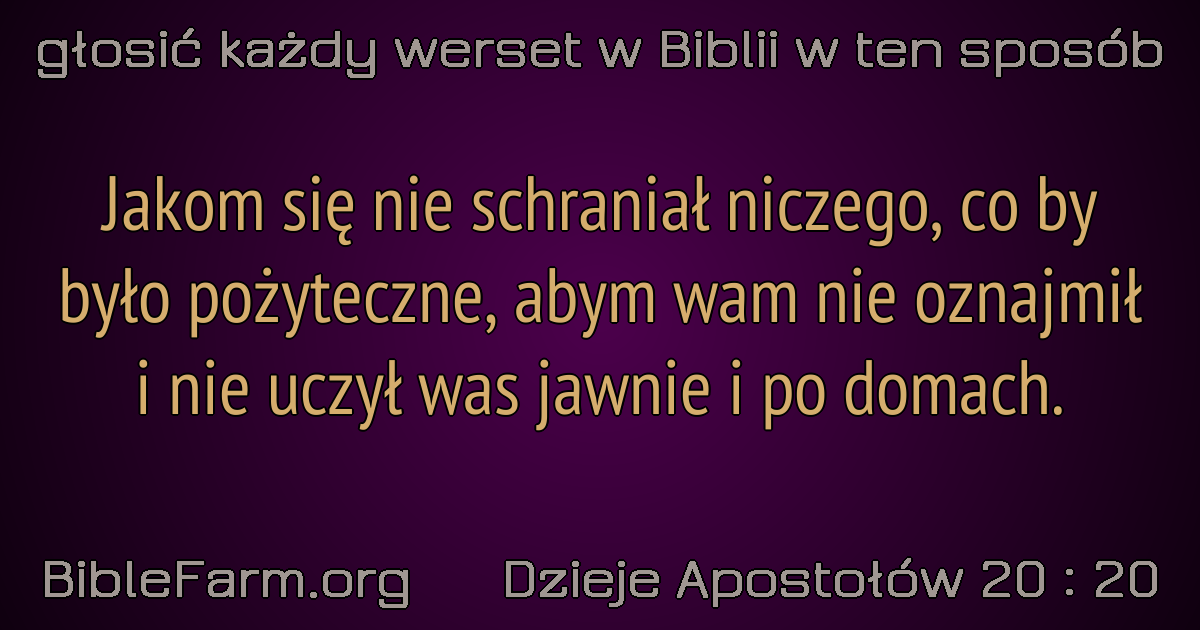 głosić każdy werset w Biblii w ten sposób
Jakom się nie schraniał niczego, co by
było pożyteczne, abym wam nie oznajmił
i nie uczył was jawnie i po domach.
BibleFarm.org Dzieje Apostołów 20 : 20